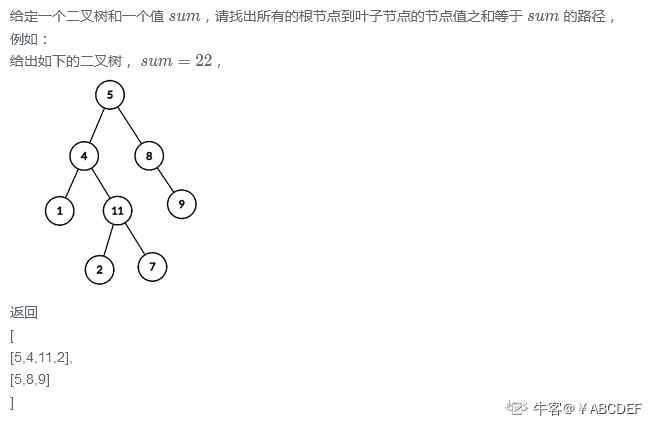 给定一个二叉树和一个值 sum，请找出所有的根节点到叶子节点的节点值之和等于 sum 的路径，
例如：
给出如下的二叉树， sum = 22，
5
4
8
1
11
9
2
7
返回
[
[5,4,11,2],
[5,8,9]
]
牛客@￥ABCDEF